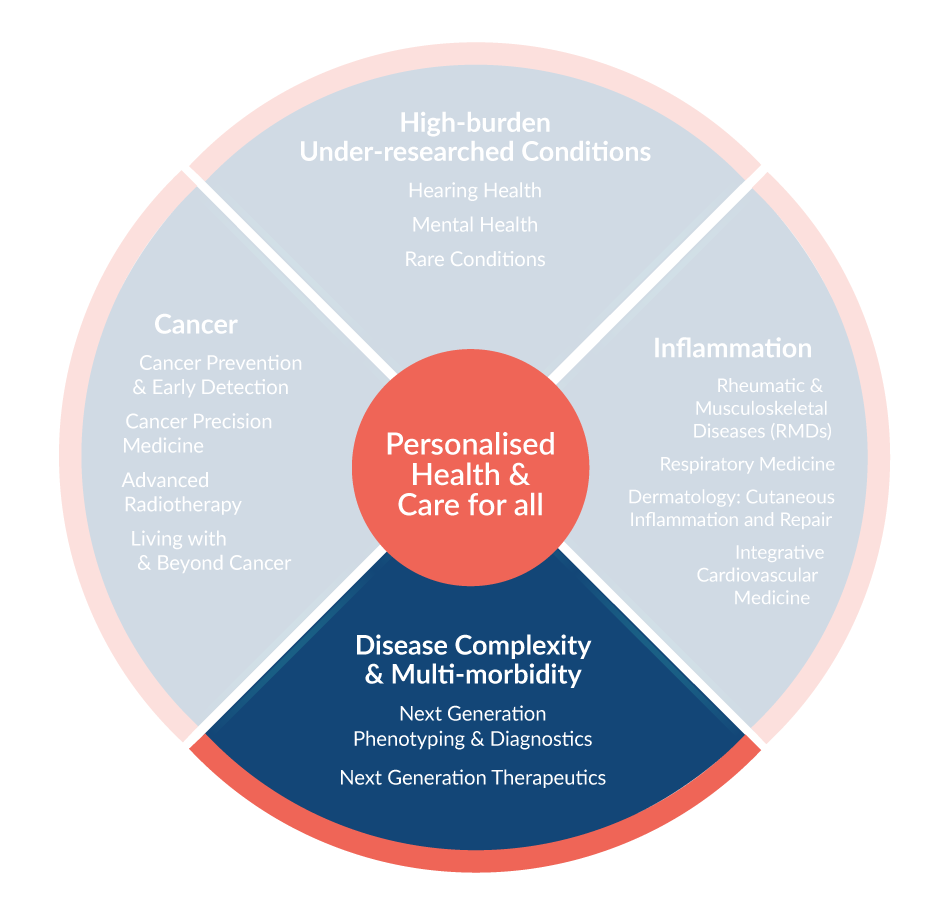 High-burden
Under-researched Conditions
Hearing Health
Mental Health
Rare Conditions
Cancer
Cancer Prevention
& Early Detection
Cancer Precision
Medicine
Advanced
Radiotherapy
Living with
& Beyond Cancer
Personalised
Health &
Care for all
Inflammation
Rheumatic &
Musculoskeletal
Diseases (RMDs)
Respiratory Medicine
Dermatology: Cutaneous
Inflammation and Repair
Integrative
Cardiovascular
Medicine
Disease Complexity
& Multi-morbidity
Next Generation
Phenotyping & Diagnostics
Next Generation Therapeutics